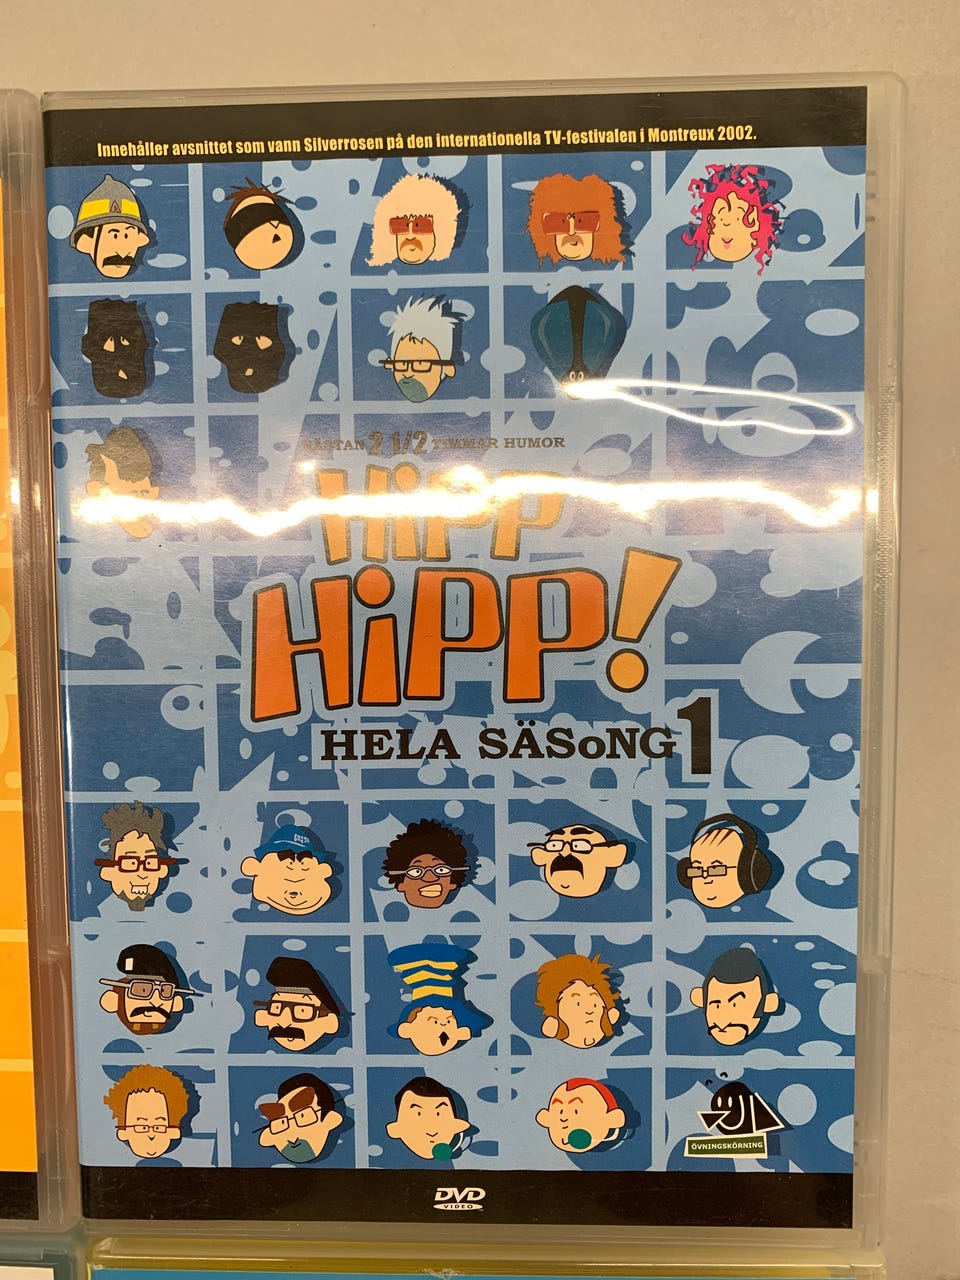 Innehåller avsnittet som vann Silverrosen på den internationella TV-festivalen i Montreux 2002.
NÄSTAN 2 1/2 TIMMAR HUMOR
HiPP
HiPP!
HELA SÄSoNG 1
ÖVNINGSKÖRNING
DVD
VIDEO